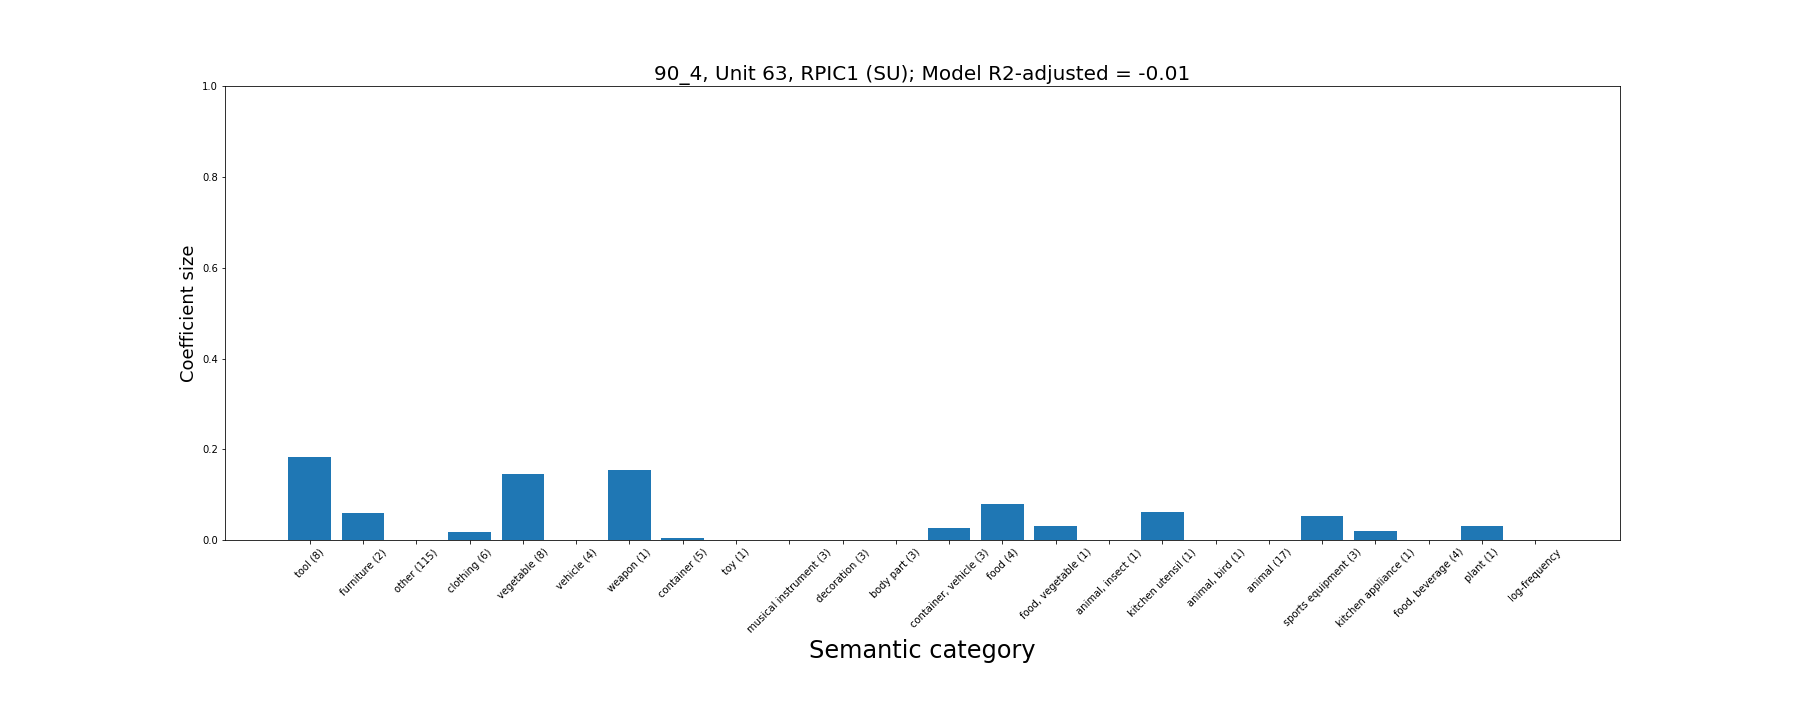 90_4, Unit 63, RPIC1 (SU); Model R2-adjusted = -0.01
1.0
0.8
0.6
0.4
0.2
0.0
Coefficient size
tool (8)
furniture (2)
other (115)
clothing (6)
vegetable (8)
vehicle (4)
weapon (1)
container (5)
toy (1)
musical instrument (3)
decoration (3)
body part (3)
container, vehicle (3)
food (4)
food, vegetable (1)
animal, insect (1)
kitchen utensil (1)
animal, bird (1)
animal (17)
sports equipment (3)
kitchen appliance (1)
food, beverage (4)
plant (1)
log-frequency
Semantic category